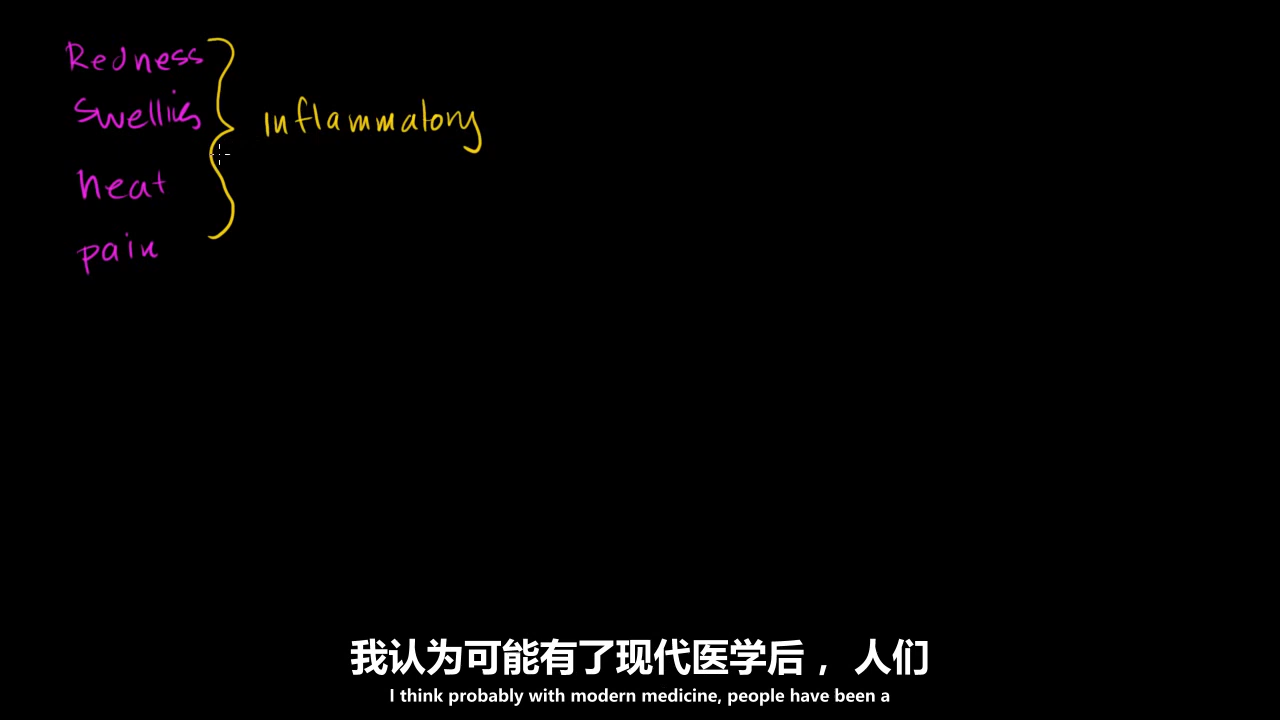 Redness
Swelling
heat
pain
Inflammatory
我认为可能有了现代医学后， 人们
I think probably with modern medicine, people have been a